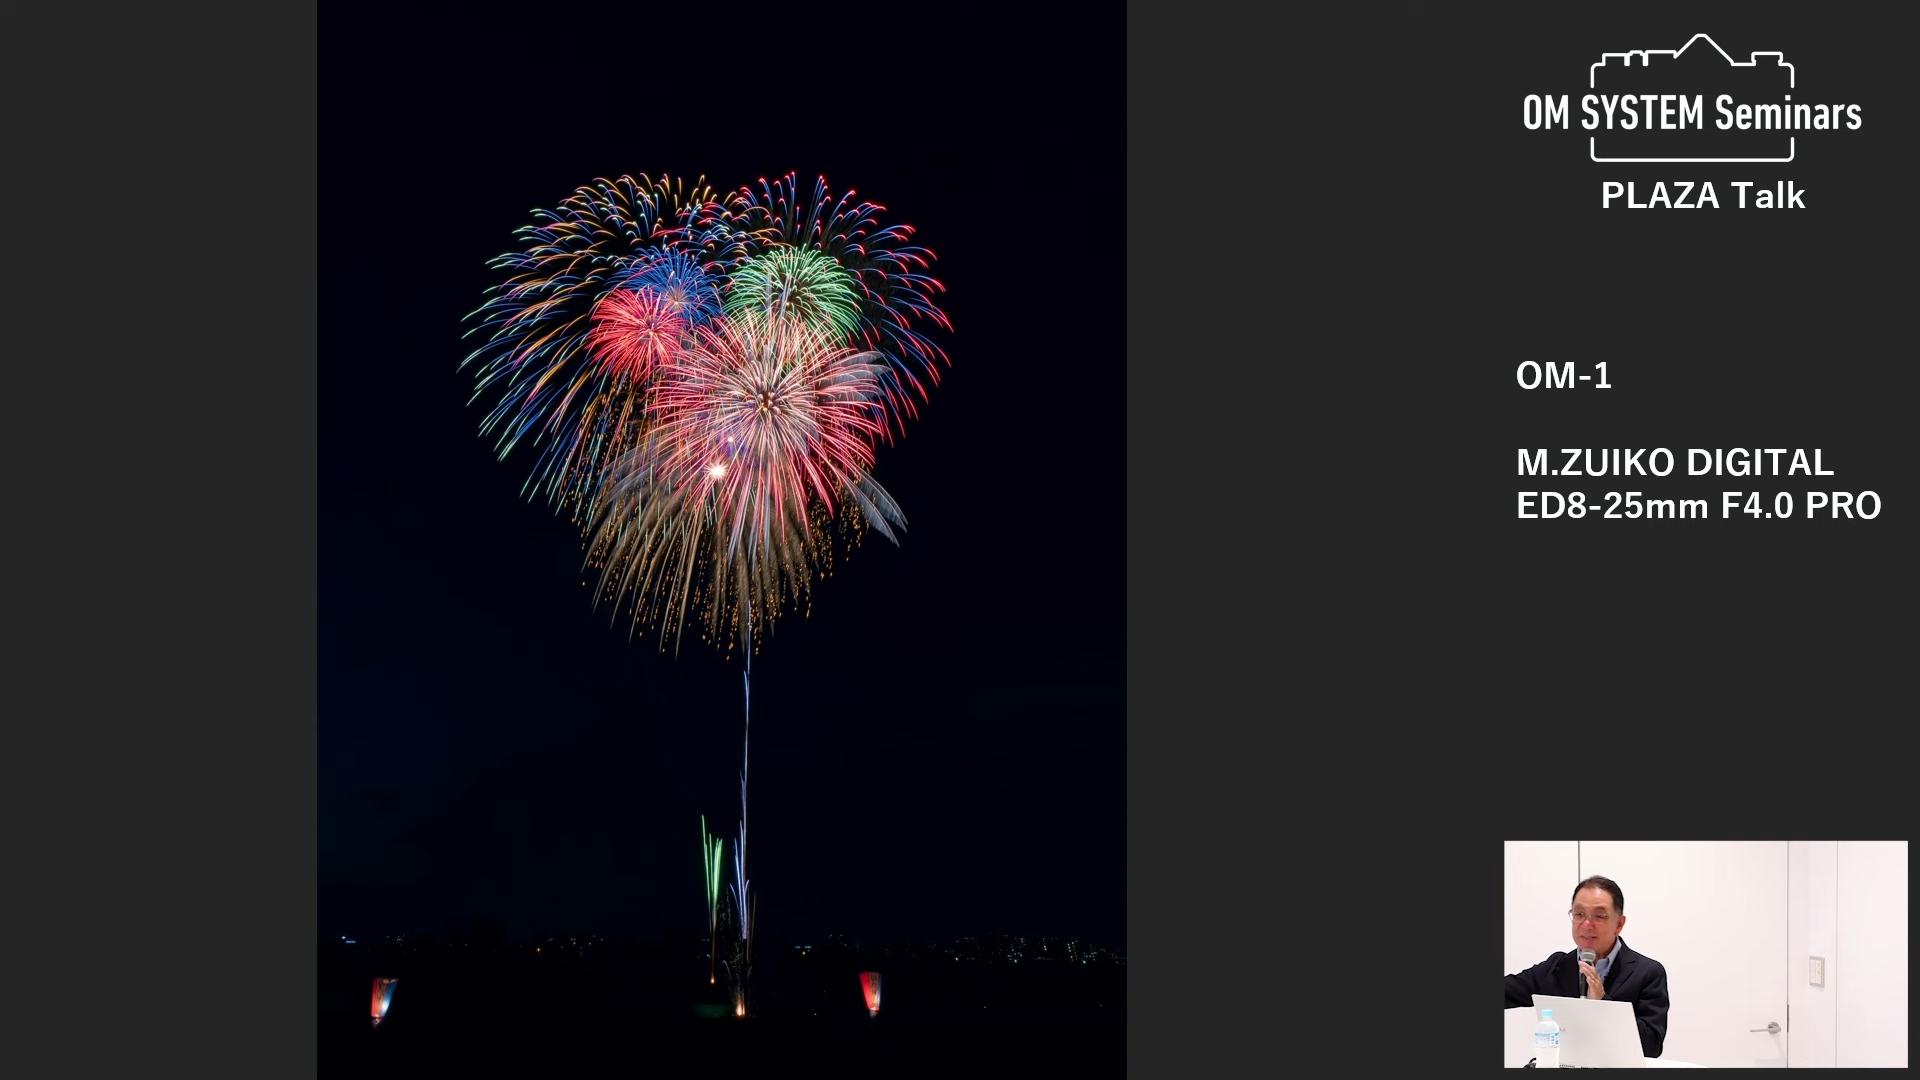 OM SYSTEM Seminars
PLAZA Talk
OM-1
M.ZUIKO DIGITAL
ED8-25mm F4.0 PRO